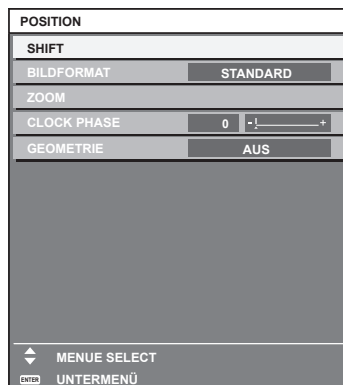 POSITION
SHIFT
BILDFORMAT STANDARD
ZOOM
CLOCK PHASE 0 - +
GEOMETRIE AUS
MENUE SELECT
ENTER UNTERMENÜ